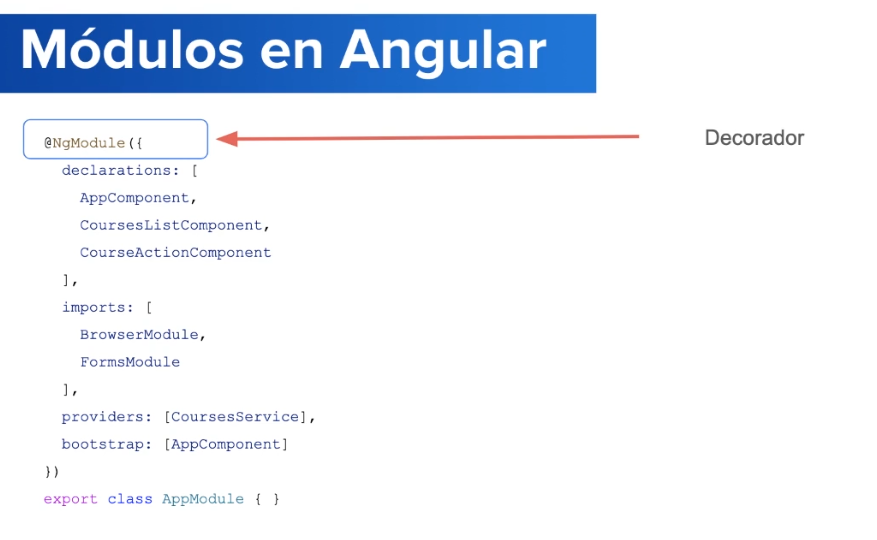 Módulos en Angular
@NgModule({
Decorador
declarations: [
AppComponent,
CoursesListComponent,
CourseActionComponent
],
imports: [
BrowserModule,
FormsModule
],
providers: [CoursesService],
bootstrap: [AppComponent]
})
export class AppModule { }